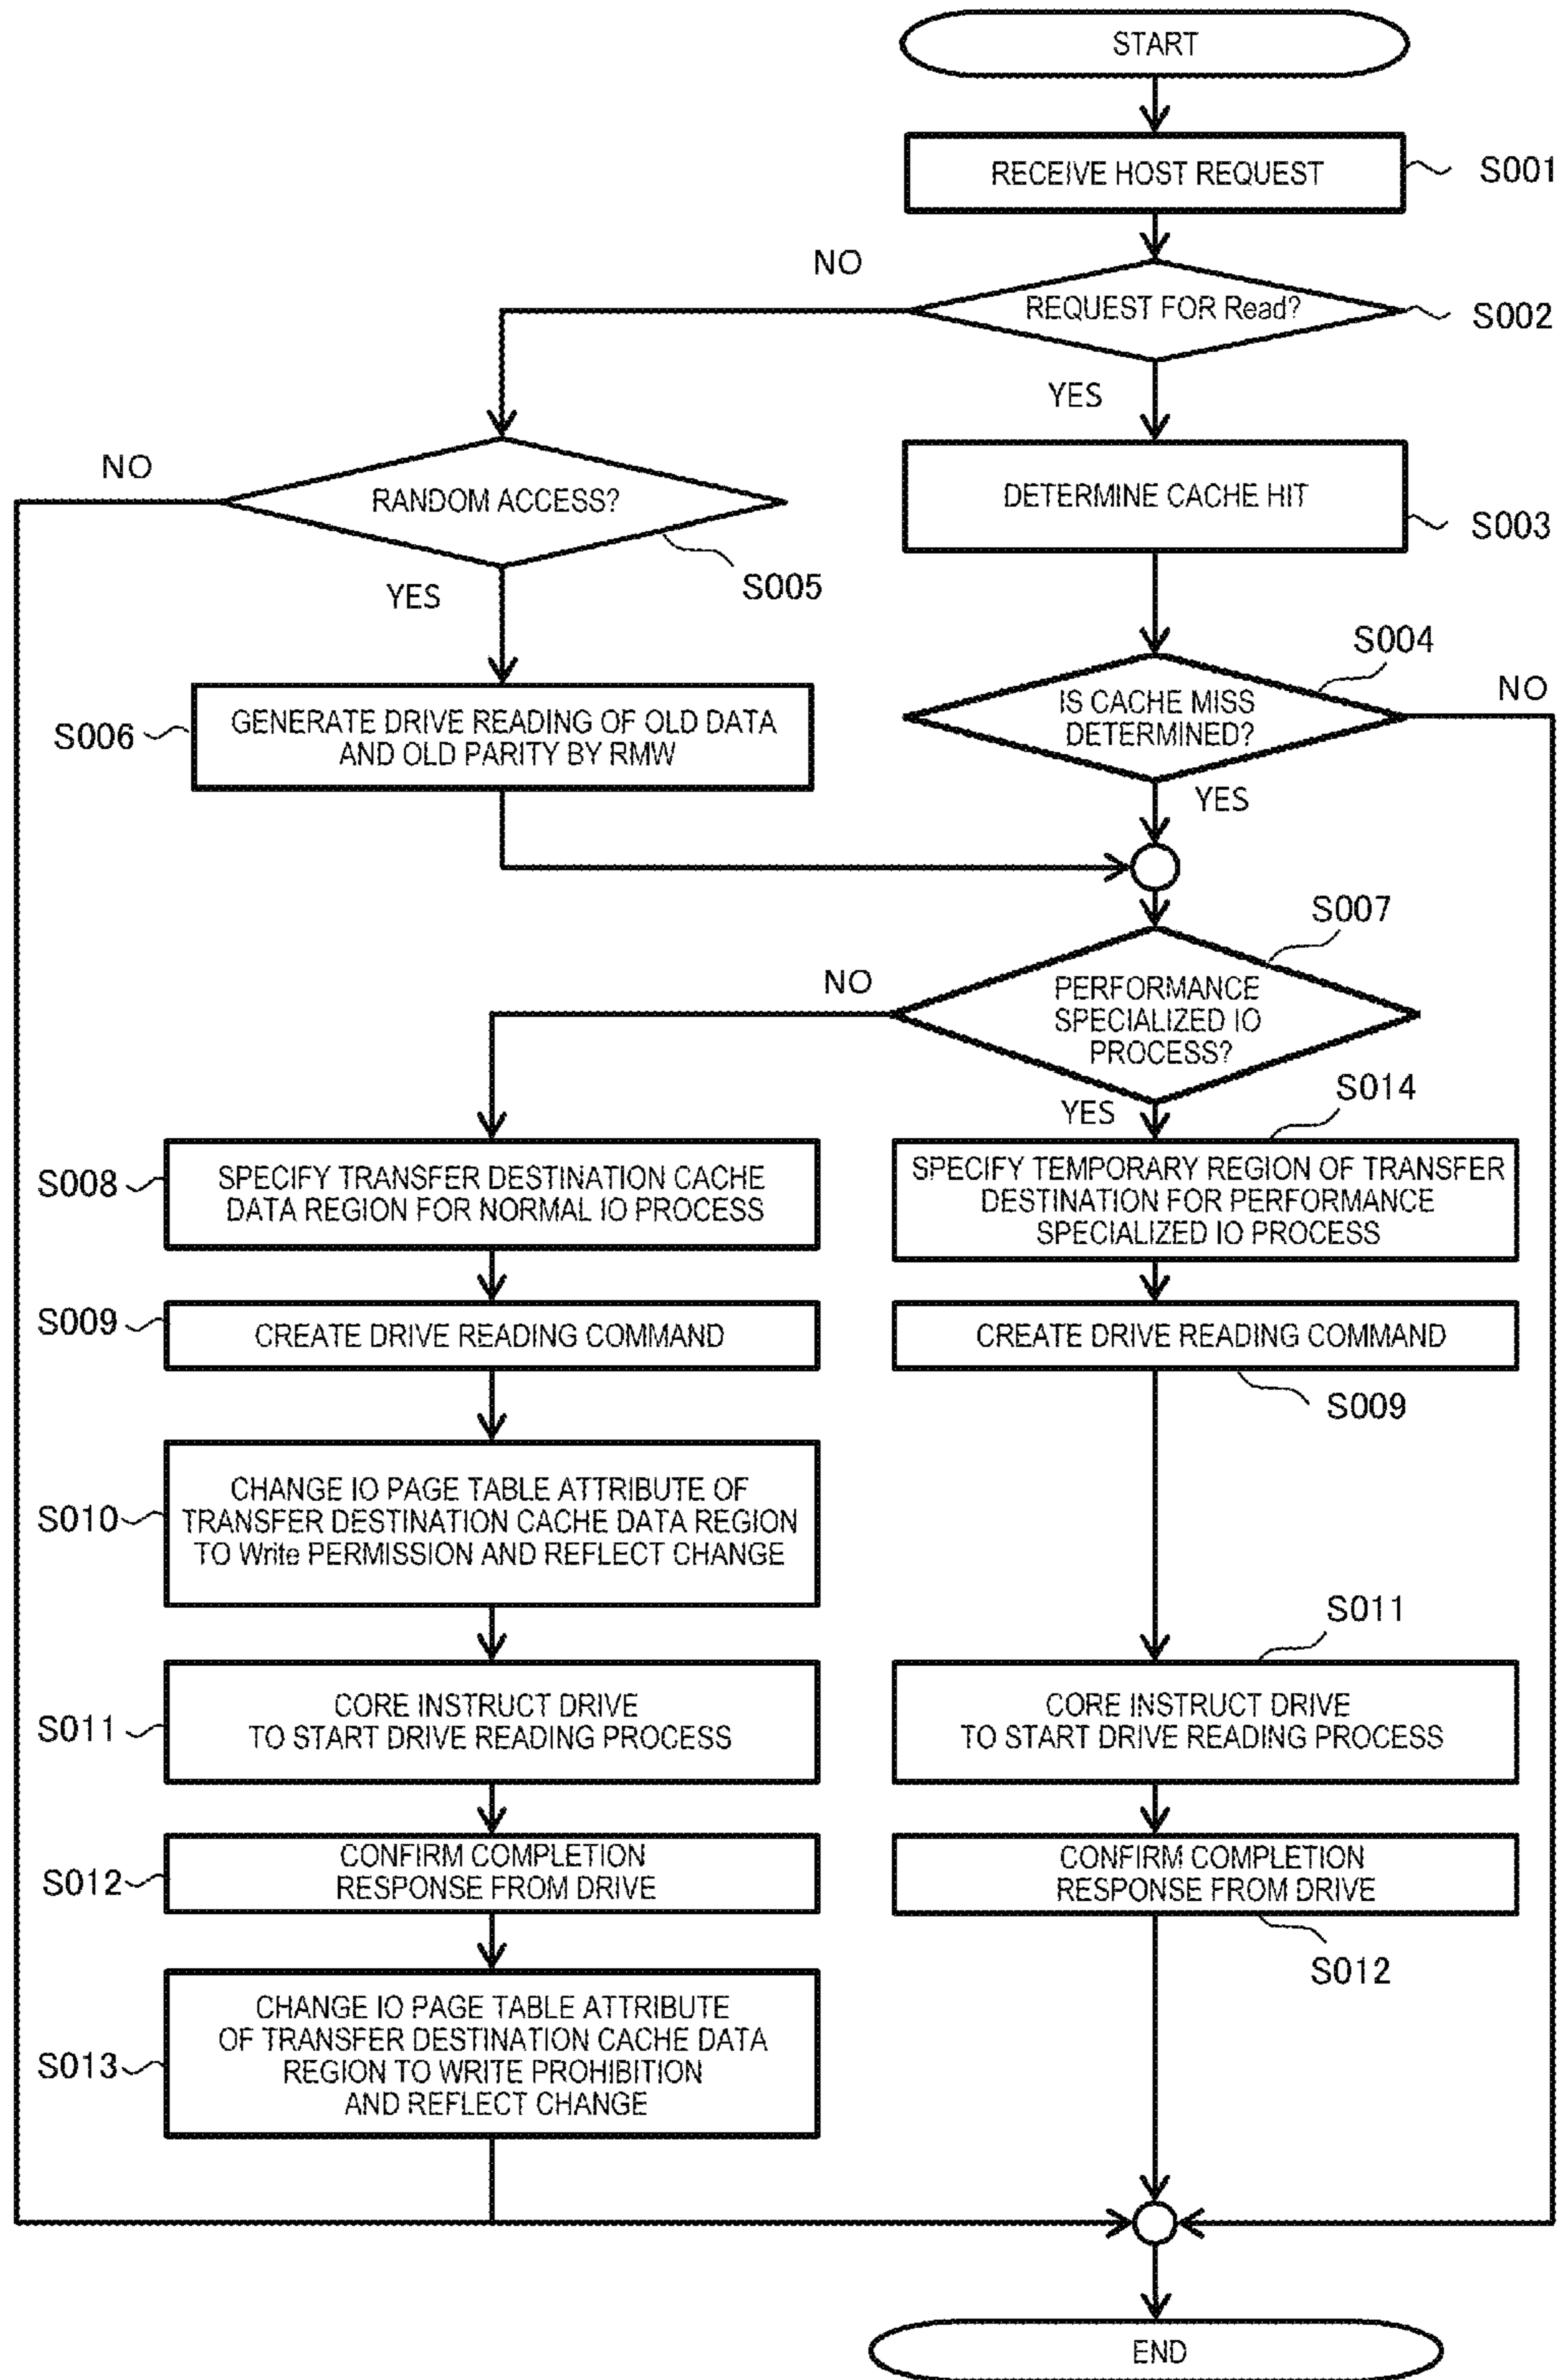 START
RECEIVE HOST REQUEST
S001
NO
REQUEST FOR Read?
S002
YES
NO
RANDOM ACCESS?
S005
YES
DETERMINE CACHE HIT
S003
S004
IS CACHE MISS
DETERMINED?
NO
YES
S006
GENERATE DRIVE READING OF OLD DATA
AND OLD PARITY BY RMW
S007
NO
PERFORMANCE
SPECIALIZED IO
PROCESS?
YES
S014
S008
SPECIFY TRANSFER DESTINATION CACHE
DATA REGION FOR NORMAL IO PROCESS
SPECIFY TEMPORARY REGION OF TRANSFER
DESTINATION FOR PERFORMANCE
SPECIALIZED IO PROCESS
S009
CREATE DRIVE READING COMMAND
CREATE DRIVE READING COMMAND
S009
S010
CHANGE IO PAGE TABLE ATTRIBUTE OF
TRANSFER DESTINATION CACHE DATA REGION
TO Write PERMISSION AND REFLECT CHANGE
S011
S011
CORE INSTRUCT DRIVE
TO START DRIVE READING PROCESS
CORE INSTRUCT DRIVE
TO START DRIVE READING PROCESS
S012
CONFIRM COMPLETION
RESPONSE FROM DRIVE
CONFIRM COMPLETION
RESPONSE FROM DRIVE
S012
S013
CHANGE IO PAGE TABLE ATTRIBUTE
OF TRANSFER DESTINATION CACHE DATA
REGION TO WRITE PROHIBITION
AND REFLECT CHANGE
END